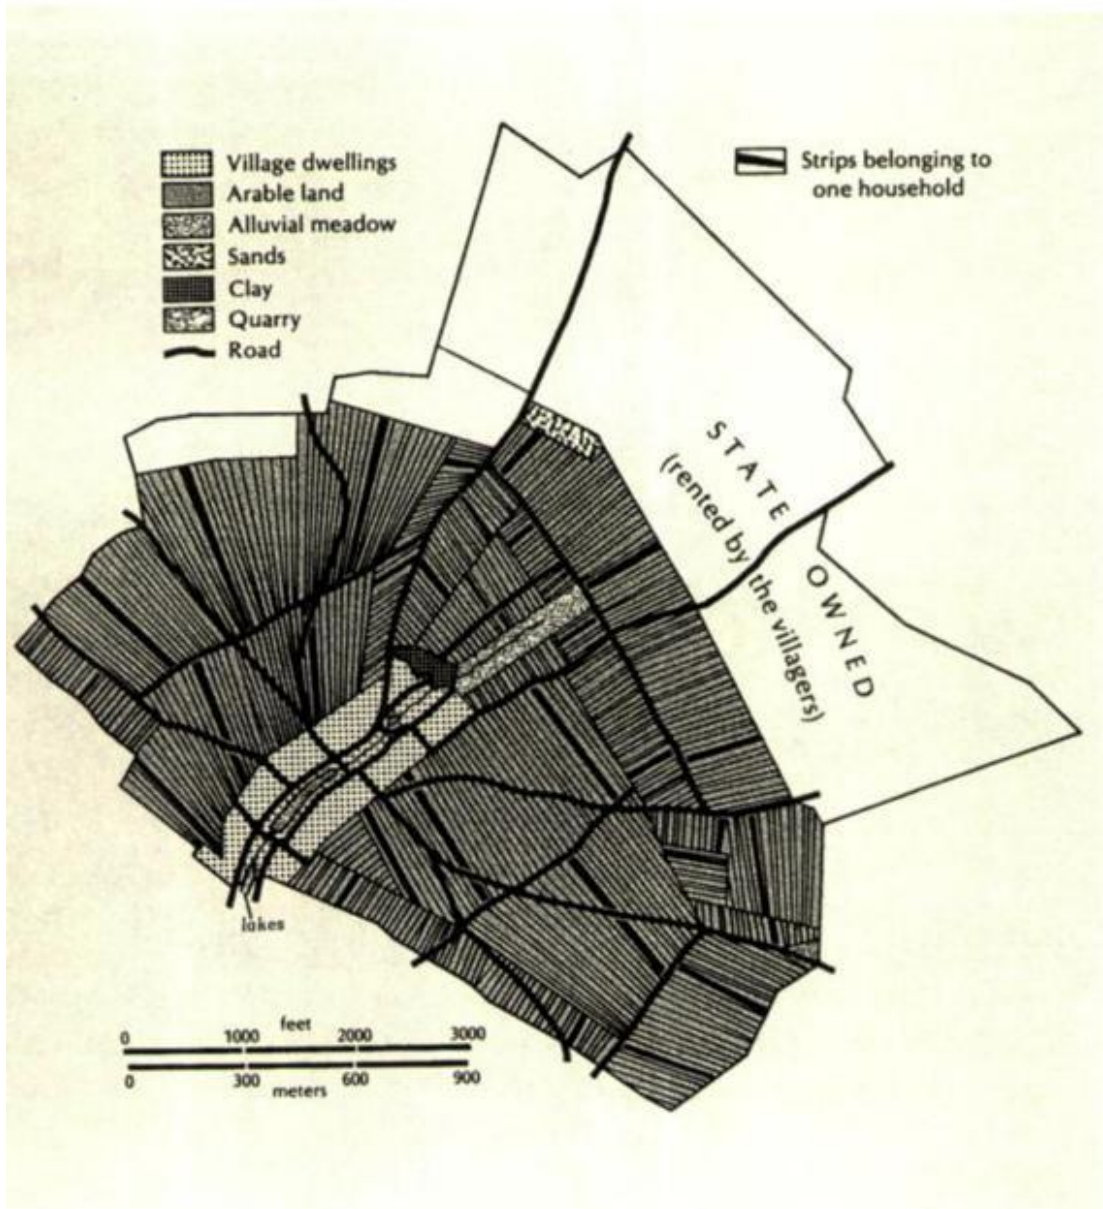 Village dwellings
Arable land
Alluvial meadow
Sands
Clay
Quarry
Road
Strips belonging to
one household
STATE
(rented by the villagers)
OWNED
lakes
0 1000 feet 2000 3000
0 300 600 900
meters